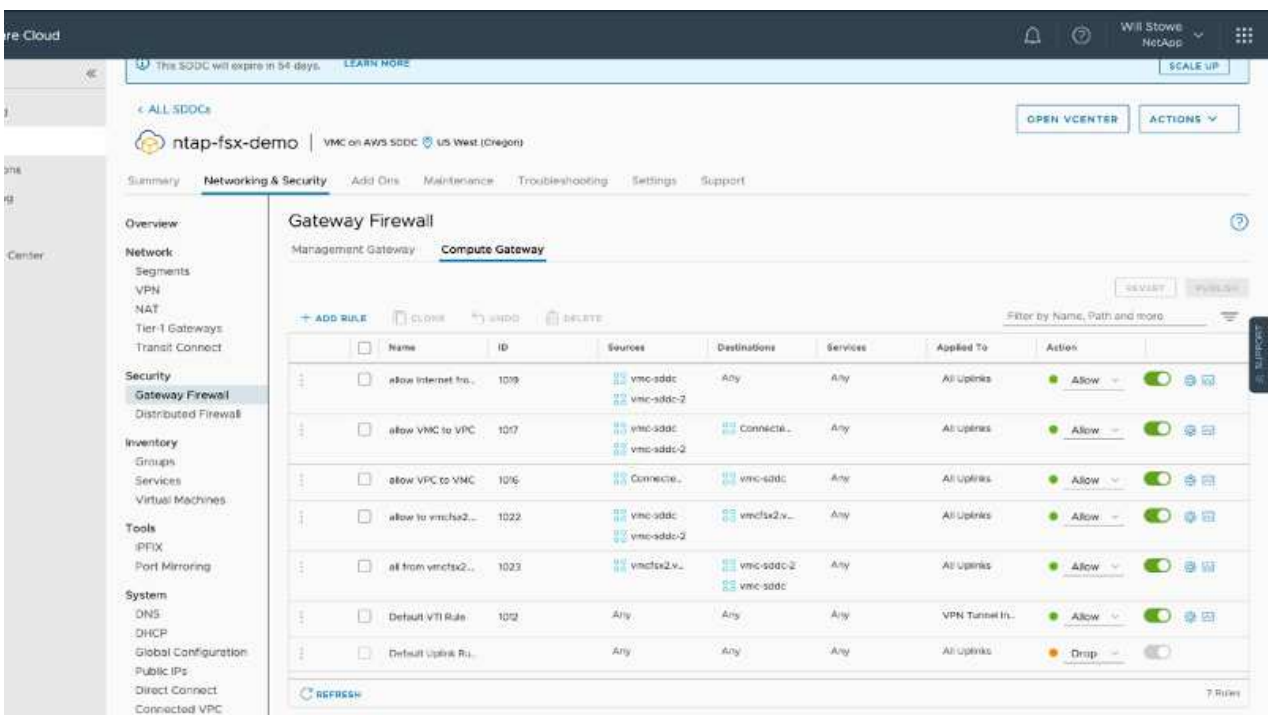 re Cloud
Will Stowe
NetApp
This SDDC will expire in 54 days. LEARN MORE
SCALE UP
< ALL SDDCs
OPEN VCENTER
ACTIONS
ntap-fsx-demo
VMC on AWS SDDC US West (Oregon)
Summary Networking & Security Add Ons Maintenance Troubleshooting Settings Support
ons
og
Center
Overview
Network
Segments
VPN
NAT
Tier-1 Gateways
Transit Connect
Security
Gateway Firewall
Distributed Firewall
Inventory
Groups
Services
Virtual Machines
Tools
IPFIX
Port Mirroring
System
DNS
DHCP
Global Configuration
Public IPs
Direct Connect
Connected VPC
Gateway Firewall
Management Gateway Compute Gateway
REVERT PUBLISH
+ ADD RULE CLONE UNDO DELETE
Filter by Name, Path and more
Name ID Sources Destinations Services Applied To Action
allow internet fro... 1019 vmc-sddc Any Any All Uplinks Allow
vmc-sddc-2
allow VMC to VPC 1017 vmc-sddc Connecte... Any All Uplinks Allow
vmc-sddc-2
allow VPC to VMC 1016 Connecte... vmc-sddc Any All Uplinks Allow
allow to vmcfsx2... 1022 vmc-sddc vmcfsx2.v... Any All Uplinks Allow
vmc-sddc-2
all from vmcfsx2... 1023 vmcfsx2.v... vmc-sddc-2 Any All Uplinks Allow
vmc-sddc
Default VTI Rule 1012 Any Any Any VPN Tunnel In... Allow
Default Uplink Ru... Any Any Any All Uplinks Drop
REFRESH
7 Rules
SUPPORT